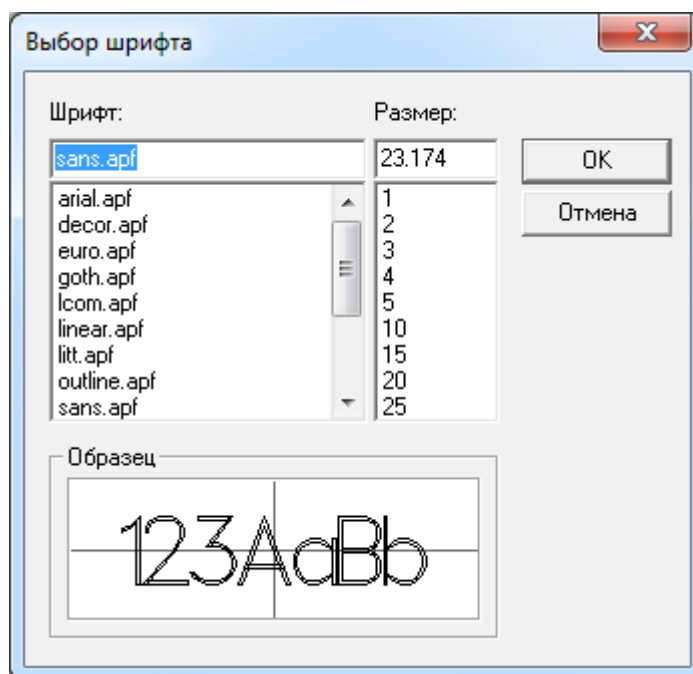 Выбор шрифта
Шрифт:
Размер:
sans.apf
23.174
OK
Отмена
arial.apf
decor.apf
euro.apf
goth.apf
lcom.apf
linear.apf
litt.apf
outline.apf
sans.apf
1
2
3
4
5
10
15
20
25
Образец
123AaBb